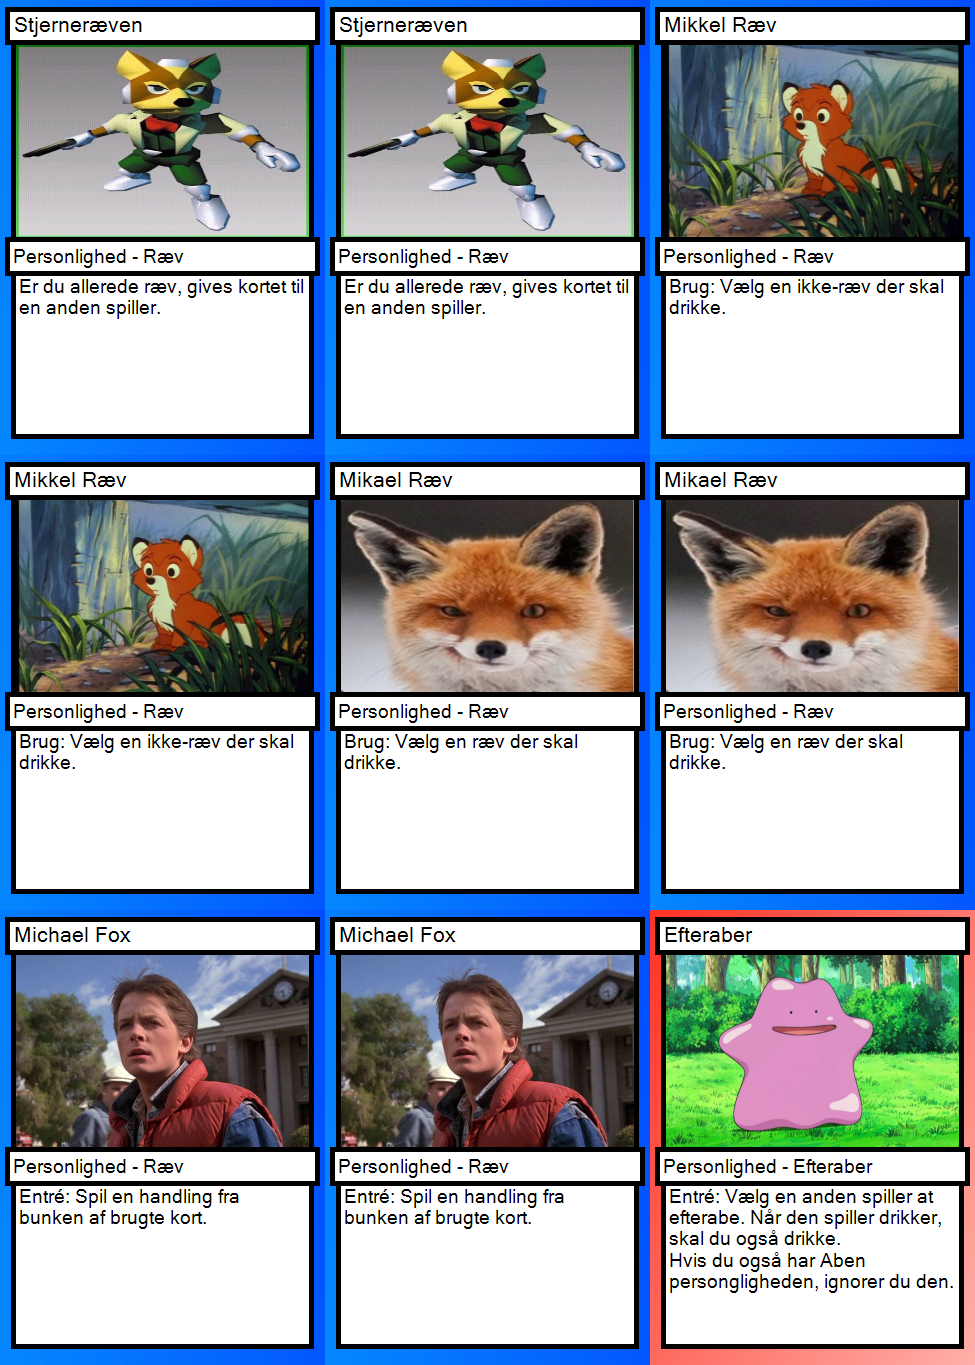 Stjerneræven
Personlighed - Ræv
Er du allerede ræv, gives kortet til
en anden spiller.
Stjerneræven
Personlighed - Ræv
Er du allerede ræv, gives kortet til
en anden spiller.
Mikkel Ræv
Personlighed - Ræv
Brug: Vælg en ikke-ræv der skal
drikke.
Mikkel Ræv
Personlighed - Ræv
Brug: Vælg en ikke-ræv der skal
drikke.
Mikael Ræv
Personlighed - Ræv
Brug: Vælg en ræv der skal
drikke.
Mikael Ræv
Personlighed - Ræv
Brug: Vælg en ræv der skal
drikke.
Michael Fox
Personlighed - Ræv
Entré: Spil en handling fra
bunken af brugte kort.
Michael Fox
Personlighed - Ræv
Entré: Spil en handling fra
bunken af brugte kort.
Efteraber
Personlighed - Efteraber
Entré: Vælg en anden spiller at
efterabe. Når den spiller drikker,
skal du også drikke.
Hvis du også har Aben
persongligheden, ignorer du den.